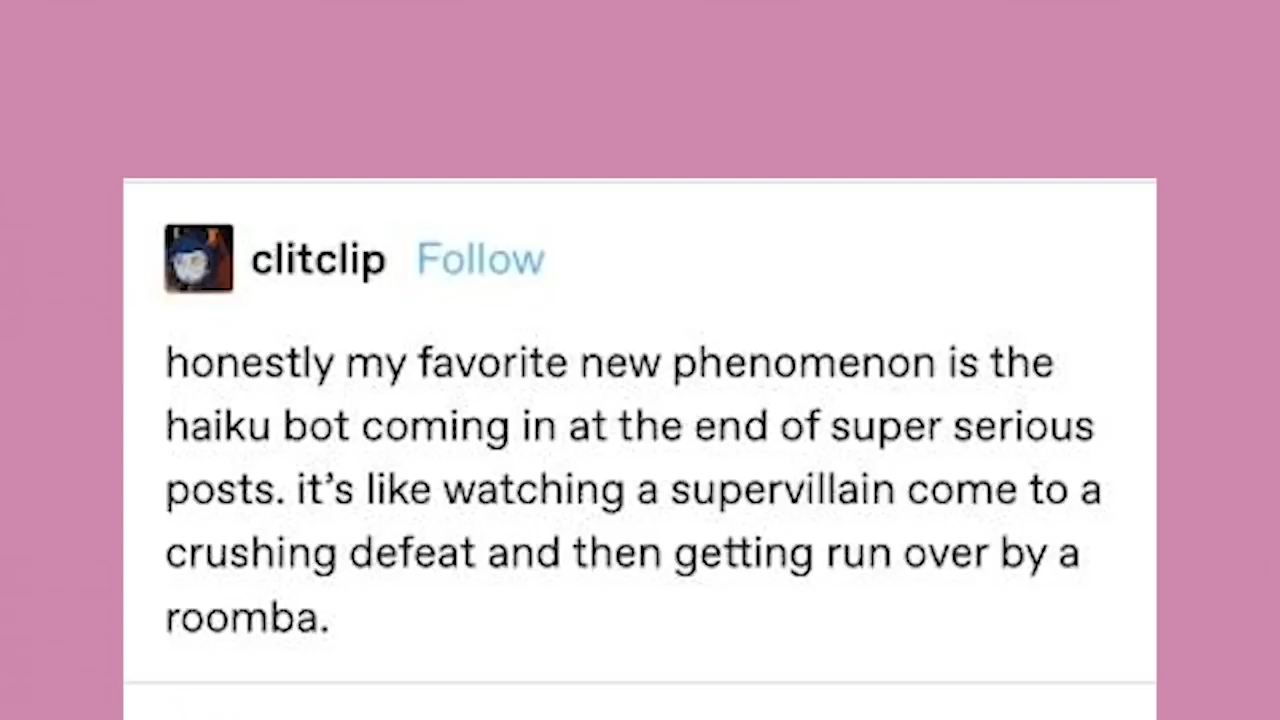 clitclip Follow
honestly my favorite new phenomenon is the
haiku bot coming in at the end of super serious
posts. it’s like watching a supervillain come to a
crushing defeat and then getting run over by a
roomba.